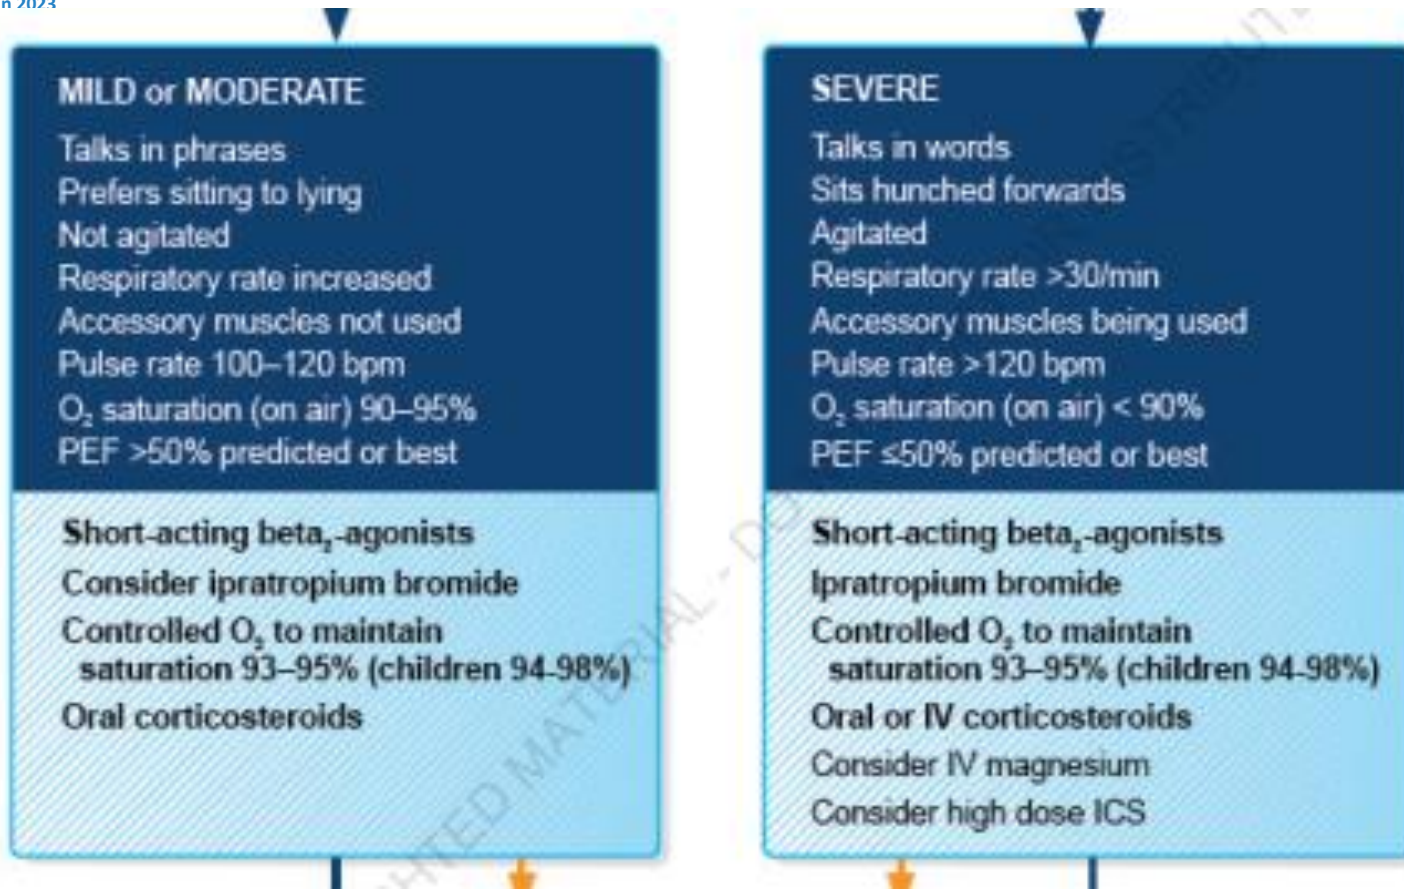 n 2023
MILD or MODERATE
Talks in phrases
Prefers sitting to lying
Not agitated
Respiratory rate increased
Accessory muscles not used
Pulse rate 100–120 bpm
O₂ saturation (on air) 90–95%
PEF >50% predicted or best
Short-acting beta₂-agonists
Consider ipratropium bromide
Controlled O₂ to maintain
saturation 93–95% (children 94-98%)
Oral corticosteroids
SEVERE
Talks in words
Sits hunched forwards
Agitated
Respiratory rate >30/min
Accessory muscles being used
Pulse rate >120 bpm
O₂ saturation (on air) < 90%
PEF ≤50% predicted or best
Short-acting beta₂-agonists
Ipratropium bromide
Controlled O₂ to maintain
saturation 93–95% (children 94-98%)
Oral or IV corticosteroids
Consider IV magnesium
Consider high dose ICS